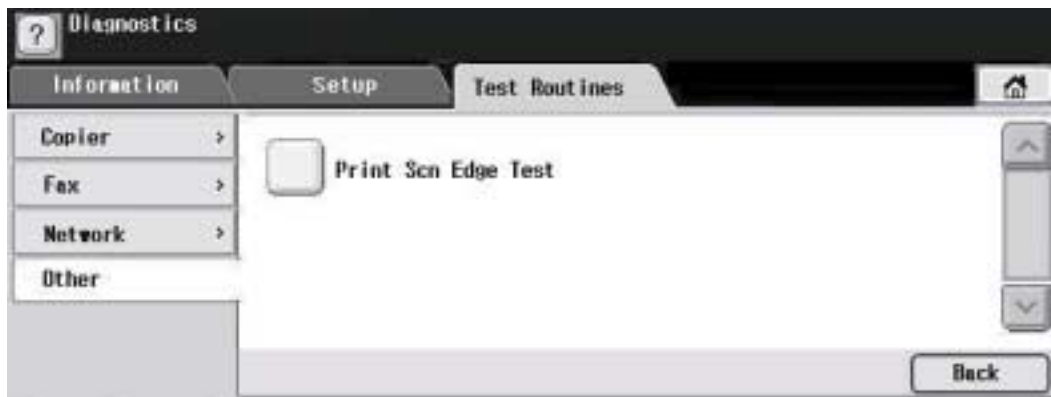 ? Diagnostics
Information Setup Test Routines
Copier >
Print Scn Edge Test
Fax >
Network >
Other
Back